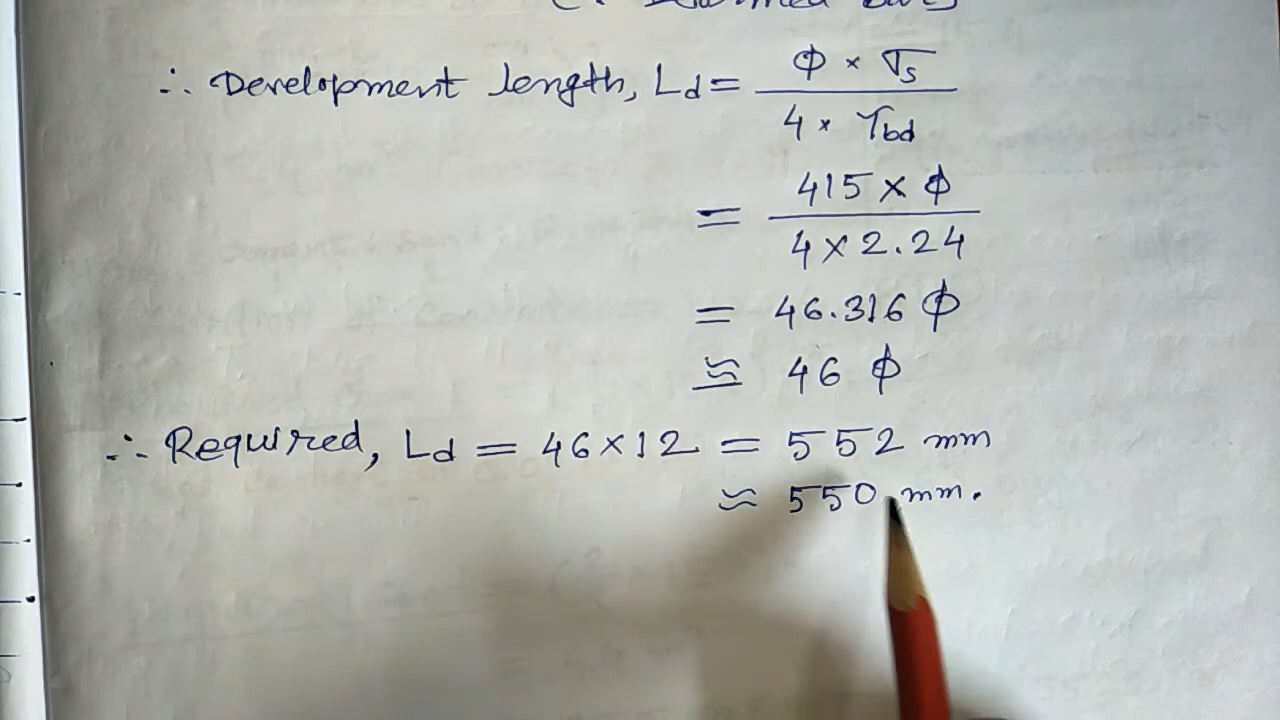 ∴ Development length, Ld = ϕ × σs / 4 × τbd
= 415 × ϕ / 4 × 2.24
= 46.316 ϕ
≈ 46 ϕ
∴ Required, Ld = 46×12 = 552 mm
≈ 550 mm.